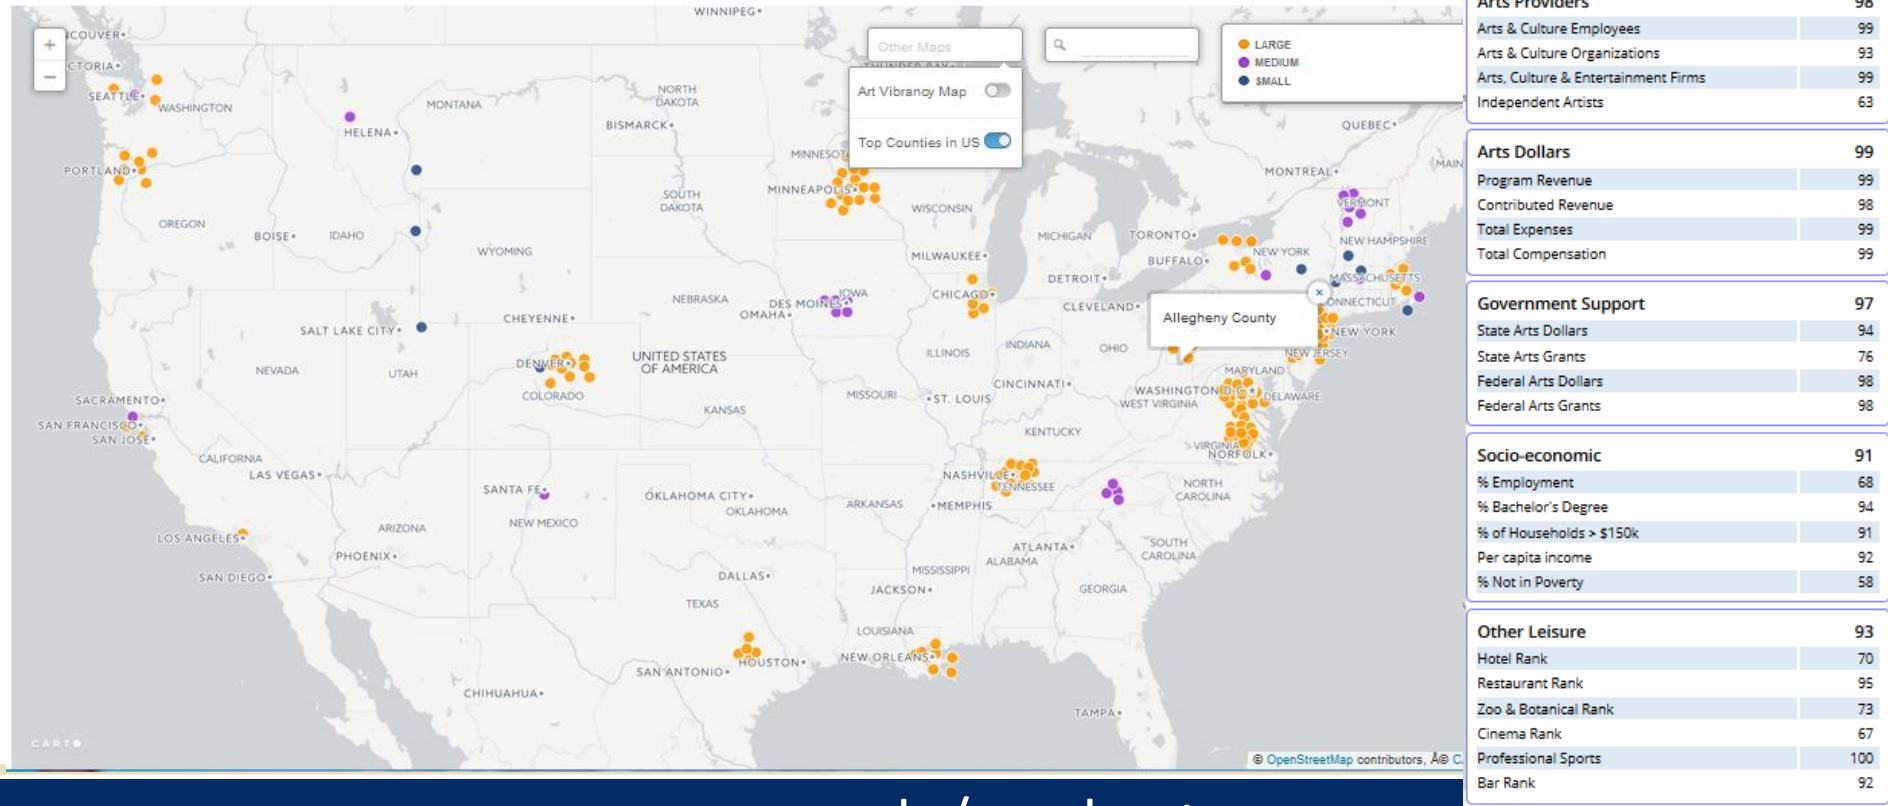 WINNIPEG
COUVER
CTORIA
SEATTLE
WASHINGTON
MONTANA
NORTH
DAKOTA
HELENA
BISMARCK
Other Maps
Art Vibrancy Map
Top Counties in US
LARGE
MEDIUM
SMALL
QUEBEC
MAIN
MONTREAL
MINNESOT
PORTLAND
MINNEAPOLIS
SOUTH
DAKOTA
WISCONSIN
VERMONT
OREGON
BOISE
IDAHO
WYOMING
MICHIGAN
TORONTO
NEW HAMPSHIRE
MILWAUKEE
BUFFALO
NEW YORK
DETROIT
MASSACHUSETTS
NEBRASKA
DES MOINES
IOWA
CHICAGO
CLEVELAND
ONNECTICUT
OMAHA
Allegheny County
SALT LAKE CITY
CHEYENNE
NEW YORK
UNITED STATES
OF AMERICA
ILLINOIS
INDIANA
OHIO
NEW JERSEY
NEVADA
UTAH
DENVER
COLORADO
MARYLAND
CINCINNATI
WASHINGTON D.C.
DELAWARE
WEST VIRGINIA
SACRAMENTO
MISSOURI
ST. LOUIS
KANSAS
SAN FRANCISCO
SAN JOSE
KENTUCKY
VIRGINIA
NORFOLK
CALIFORNIA
LAS VEGAS
NASHVILLE
TENNESSEE
SANTA FE
OKLAHOMA CITY
OKLAHOMA
ARKANSAS
MEMPHIS
NORTH
CAROLINA
LOS ANGELES
ARIZONA
NEW MEXICO
PHOENIX
ATLANTA
ALABAMA
SOUTH
CAROLINA
SAN DIEGO
DALLAS
MISSISSIPPI
JACKSON
GEORGIA
TEXAS
LOUISIANA
HOUSTON
NEW ORLEANS
SAN ANTONIO
CHIHUAHUA
TAMPA
CARTO
© OpenStreetMap contributors, Â© C
Arts Providers 98
Arts & Culture Employees 99
Arts & Culture Organizations 93
Arts, Culture & Entertainment Firms 99
Independent Artists 63
Arts Dollars 99
Program Revenue 99
Contributed Revenue 98
Total Expenses 99
Total Compensation 99
Government Support 97
State Arts Dollars 94
State Arts Grants 76
Federal Arts Dollars 98
Federal Arts Grants 98
Socio-economic 91
% Employment 68
% Bachelor's Degree 94
% of Households > $150k 91
Per capita income 92
% Not in Poverty 58
Other Leisure 93
Hotel Rank 70
Restaurant Rank 95
Zoo & Botanical Rank 73
Cinema Rank 67
Professional Sports 100
Bar Rank 92